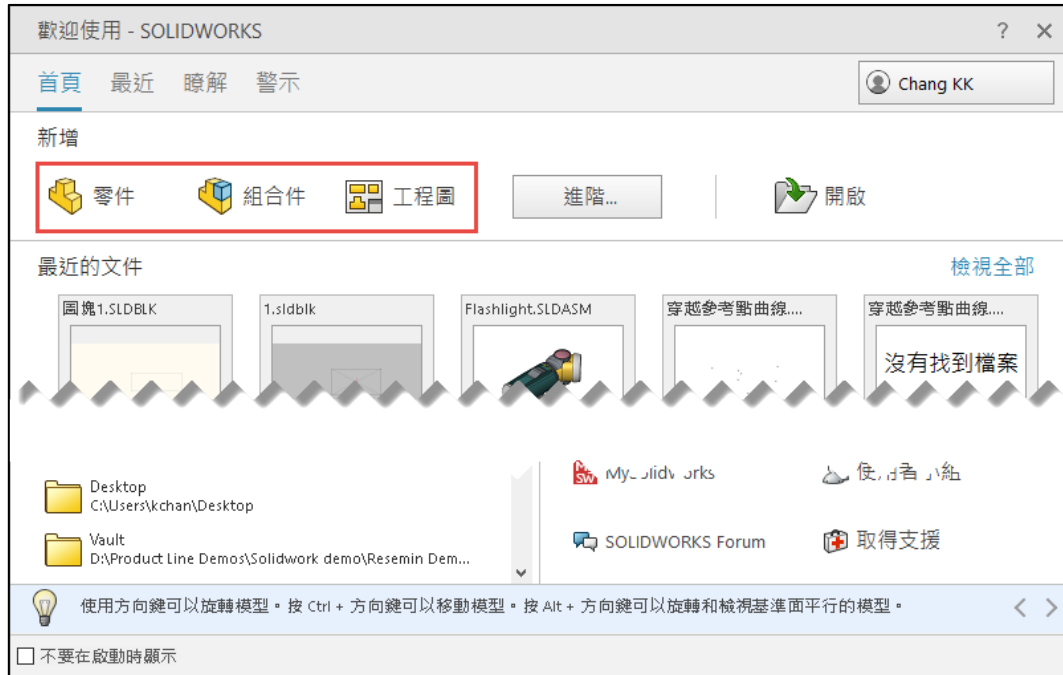 歡迎使用 - SOLIDWORKS
? ×
首頁 最近 瞭解 警示
Chang KK
新增
零件 組合件 工程圖 進階... 開啟
最近的文件 檢視全部
圖塊1.SLDBLK 1.sldblk Flashlight.SLDASM 穿越參考點曲線.... 穿越參考點曲線....
沒有找到檔案
Desktop
C:\Users\kchan\Desktop
Vault
D:\Product Line Demos\Solidwork demo\Resemin Dem...
SOLIDWORKS Forum 取得支援
使用方向鍵可以旋轉模型。按 Ctrl + 方向鍵可以移動模型。按 Alt + 方向鍵可以旋轉和檢視基準面平行的模型。
不要在啟動時顯示